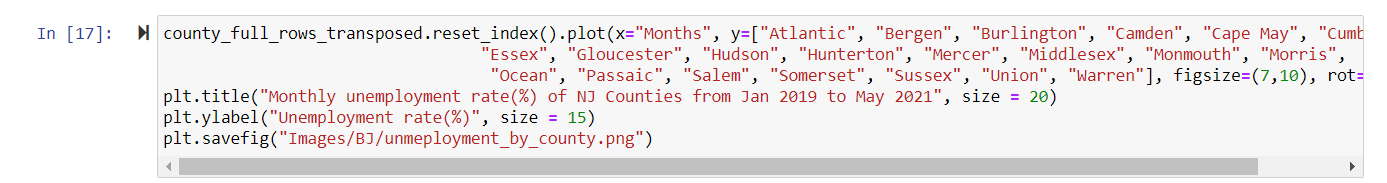 In [17]:
county_full_rows_transposed.reset_index().plot(x="Months", y=["Atlantic", "Bergen", "Burlington", "Camden", "Cape May", "Cumb
"Essex", "Gloucester", "Hudson", "Hunterton", "Mercer", "Middlesex", "Monmouth", "Morris",
"Ocean", "Passaic", "Salem", "Somerset", "Sussex", "Union", "Warren"], figsize=(7,10), rot=
plt.title("Monthly unemployment rate(%) of NJ Counties from Jan 2019 to May 2021", size = 20)
plt.ylabel("Unemployment rate(%)", size = 15)
plt.savefig("Images/BJ/unmeployment_by_county.png")